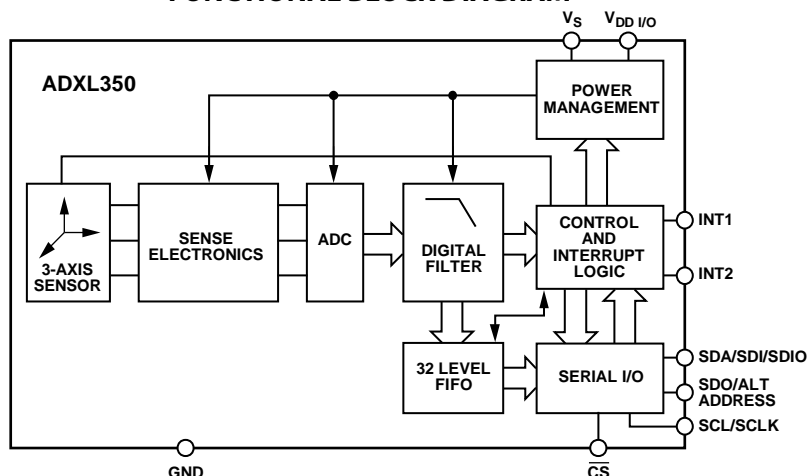 FUNCTIONAL BLOCK DIAGRAM
VS
VDD I/O
ADXL350
POWER
MANAGEMENT
3-AXIS
SENSOR
SENSE
ELECTRONICS
ADC
DIGITAL
FILTER
CONTROL
AND
INTERRUPT
LOGIC
INT1
INT2
32 LEVEL
FIFO
SERIAL I/O
SDA/SDI/SDIO
SDO/ALT
ADDRESS
SCL/SCLK
GND
CS